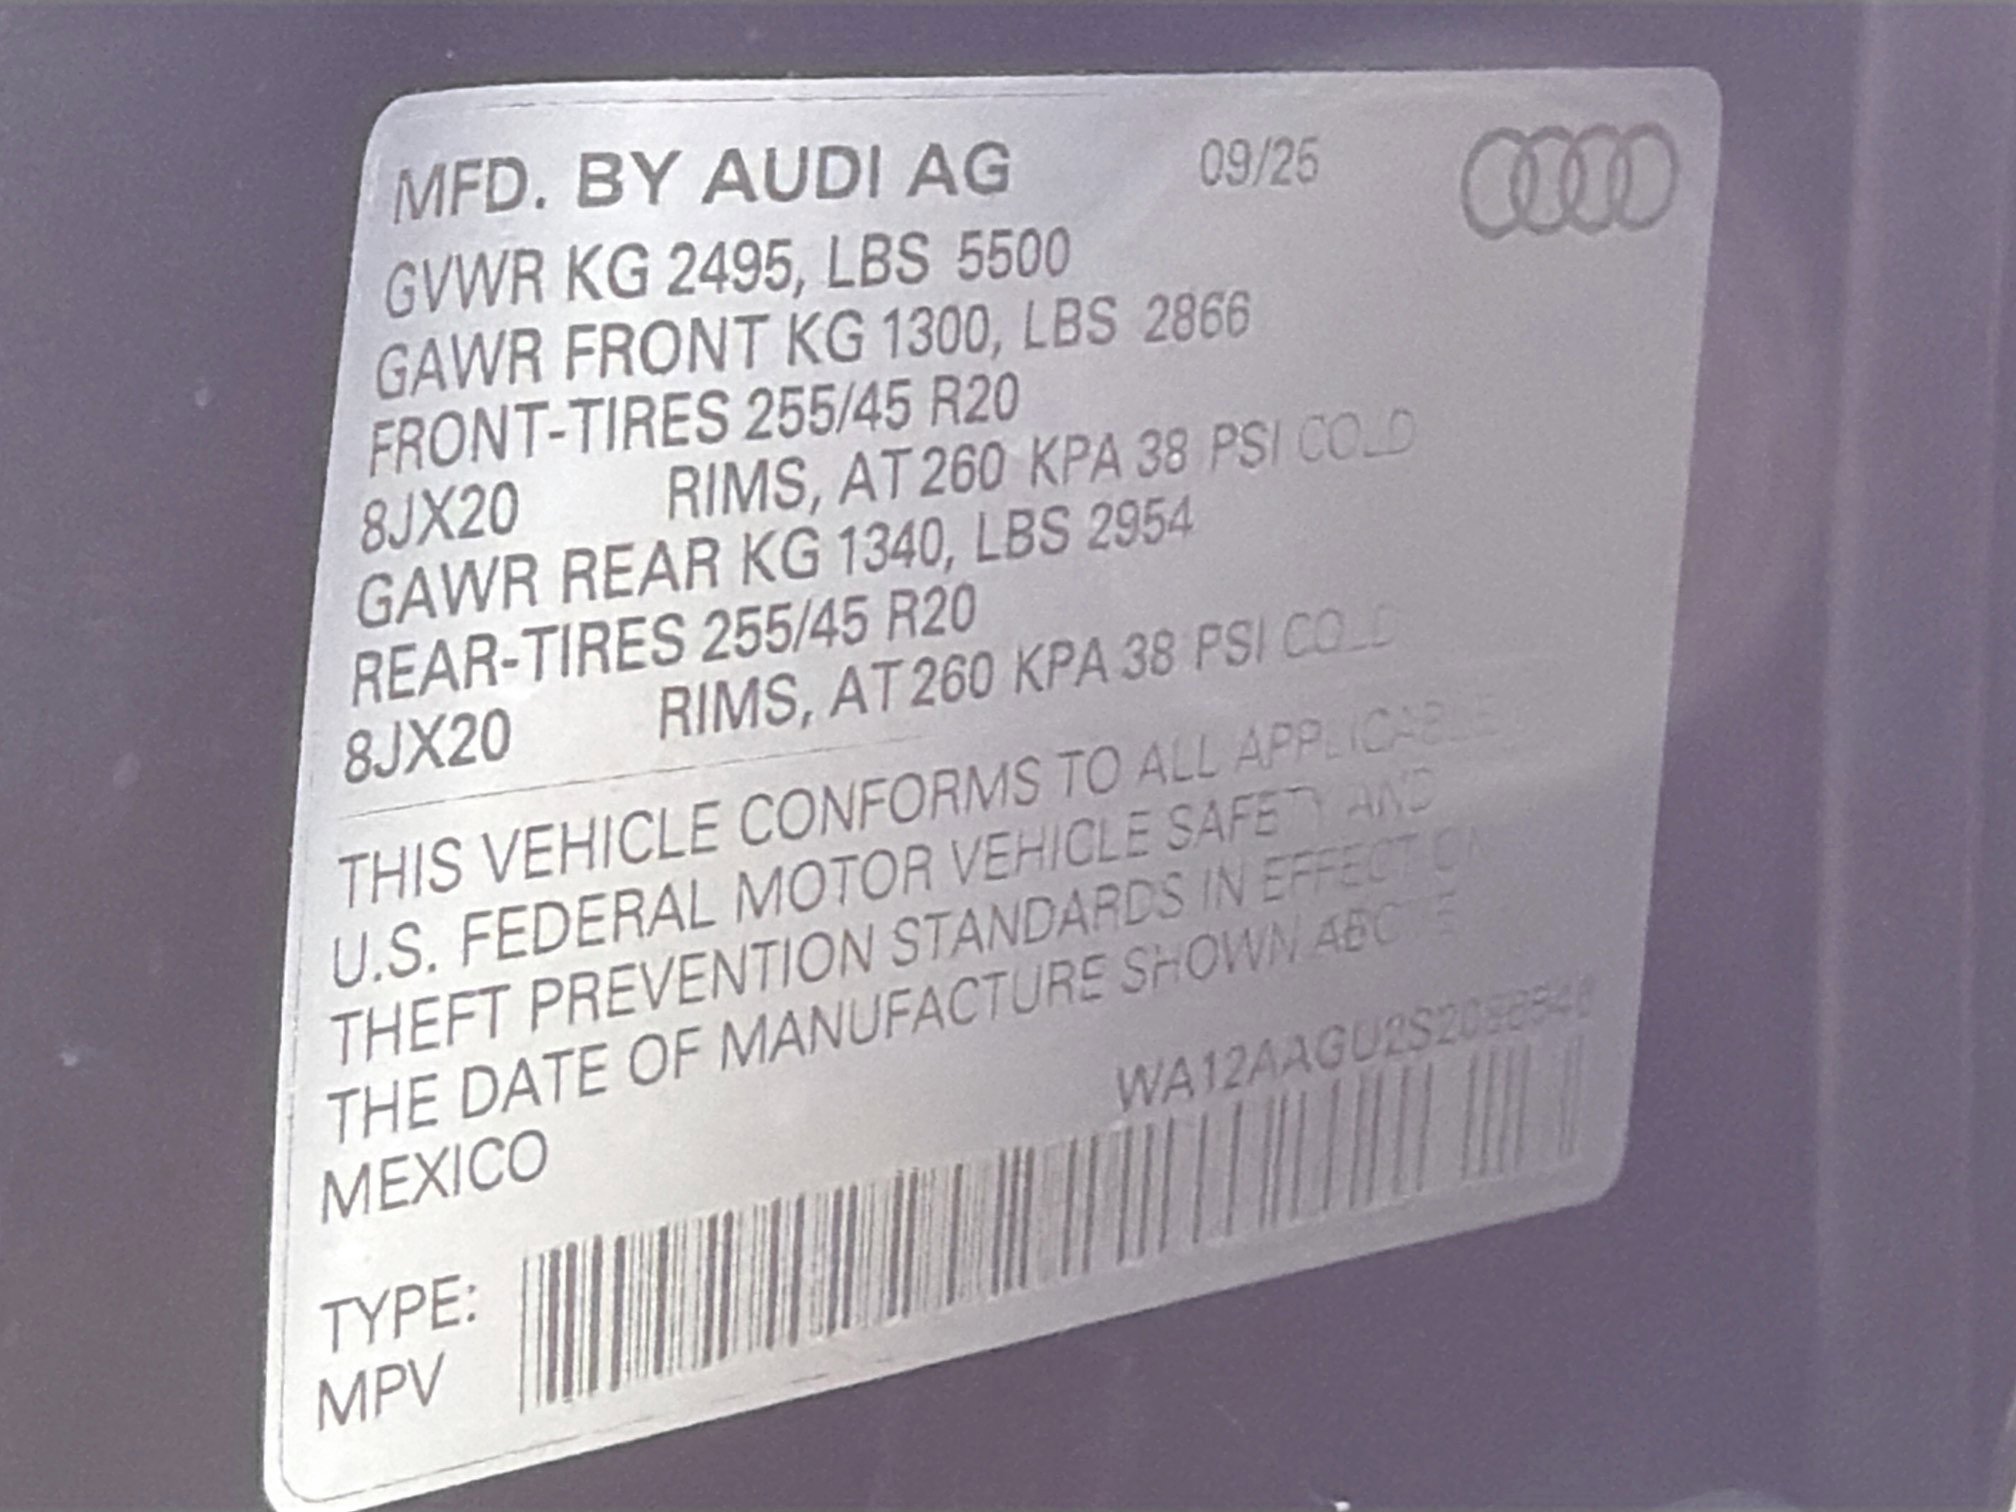 MFD. BY AUDI AG 09/25
GVWR KG 2495, LBS 5500
GAWR FRONT KG 1300, LBS 2866
FRONT-TIRES 255/45 R20
8JX20 RIMS, AT 260 KPA 38 PSI COLD
GAWR REAR KG 1340, LBS 2954
REAR-TIRES 255/45 R20
8JX20 RIMS, AT 260 KPA 38 PSI COLD
THIS VEHICLE CONFORMS TO ALL APPLICABLE
U.S. FEDERAL MOTOR VEHICLE SAFETY AND
THEFT PREVENTION STANDARDS IN EFFECT ON
THE DATE OF MANUFACTURE SHOWN ABOVE
MEXICO
TYPE:
MPV